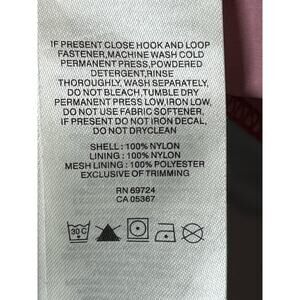 IF PRESENT CLOSE HOOK AND LOOP
FASTENER,MACHINE WASH COLD
PERMANENT PRESS,POWDERED
DETERGENT,RINSE
THOROUGHLY,WASH SEPARATELY,
DO NOT BLEACH,TUMBLE DRY
PERMANENT PRESS LOW,IRON LOW,
DO NOT USE FABRIC SOFTENER,
IF PRESENT DO NOT IRON DECAL,
DO NOT DRYCLEAN
SHELL : 100% NYLON
LINING : 100% NYLON
MESH LINING : 100% POLYESTER
EXCLUSIVE OF TRIMMING
RN 69724
CA 05367
30 C